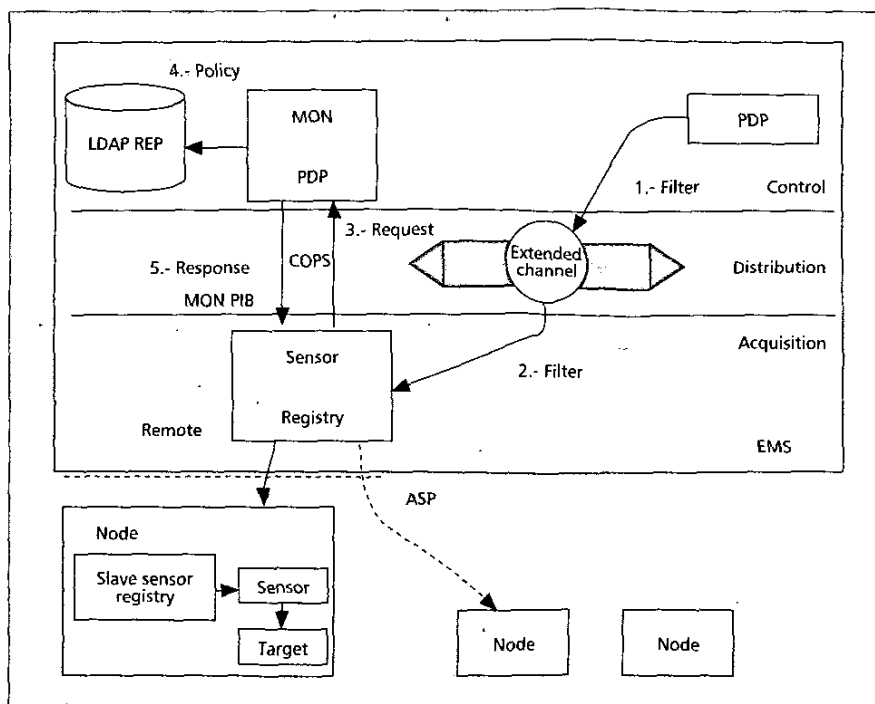 4.- Policy
LDAP REP
MON
PDP
PDP
1.- Filter
Control
3.- Request
5.- Response
COPS
MON PIB
Extended
channel
Distribution
Acquisition
Sensor
Registry
2.- Filter
Remote
EMS
ASP
Node
Slave sensor
registry
Sensor
Target
Node
Node